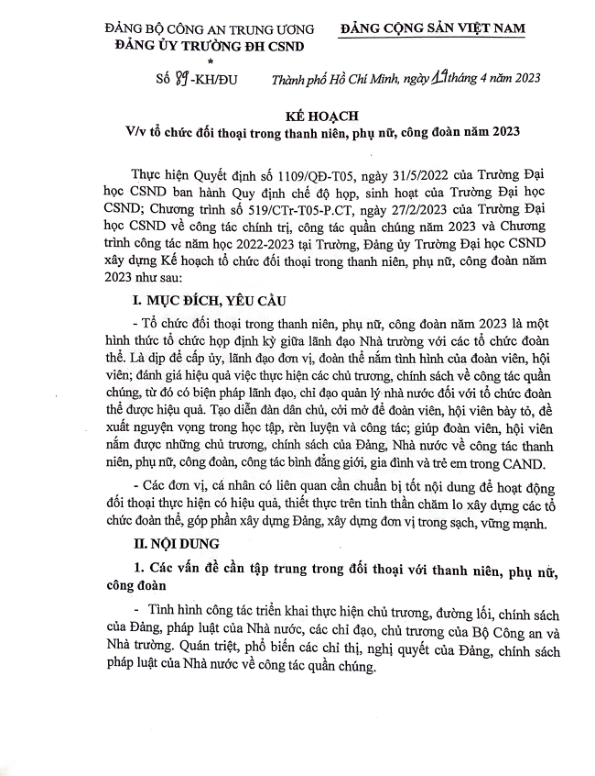 ĐẢNG BỘ CÔNG AN TRUNG ƯƠNG
ĐẢNG ỦY TRƯỜNG ĐH CSND
*
Số 89-KH/ĐU
ĐẢNG CỘNG SẢN VIỆT NAM
Thành phố Hồ Chí Minh, ngày 19 tháng 4 năm 2023
KẾ HOẠCH
V/v tổ chức đối thoại trong thanh niên, phụ nữ, công đoàn năm 2023
Thực hiện Quyết định số 1109/QĐ-T05, ngày 31/5/2022 của Trường Đại
học CSND ban hành Quy định chế độ họp, sinh hoạt của Trường Đại học
CSND; Chương trình số 519/CTr-T05-P.CT, ngày 27/2/2023 của Trường Đại
học CSND về công tác chính trị, công tác quần chúng năm 2023 và Chương
trình công tác năm học 2022-2023 tại Trường, Đảng ủy Trường Đại học CSND
xây dựng Kế hoạch tổ chức đối thoại trong thanh niên, phụ nữ, công đoàn năm
2023 như sau:
I. MỤC ĐÍCH, YÊU CẦU
- Tổ chức đối thoại trong thanh niên, phụ nữ, công đoàn năm 2023 là một
hình thức tổ chức họp định kỳ giữa lãnh đạo Nhà trường với các tổ chức đoàn
thể. Là dịp để cấp ủy, lãnh đạo đơn vị, đoàn thể nắm tình hình của đoàn viên, hội
viên; đánh giá hiệu quả việc thực hiện các chủ trương, chính sách về công tác quần
chúng, từ đó có biện pháp lãnh đạo, chỉ đạo quản lý nhà nước đối với tổ chức đoàn
thể được hiệu quả. Tạo diễn đàn dân chủ, cởi mở để đoàn viên, hội viên bày tỏ, đề
xuất nguyện vọng trong học tập, rèn luyện và công tác; giúp đoàn viên, hội viên
nắm được những chủ trương, chính sách của Đảng, Nhà nước về công tác thanh
niên, phụ nữ, công đoàn, công tác bình đẳng giới, gia đình và trẻ em trong CAND.
- Các đơn vị, cá nhân có liên quan cần chuẩn bị tốt nội dung để hoạt động
đối thoại thực hiện có hiệu quả, thiết thực trên tinh thần chăm lo xây dựng các tổ
chức đoàn thể, góp phần xây dựng Đảng, xây dựng đơn vị trong sạch, vững mạnh.
II. NỘI DUNG
1. Các vấn đề cần tập trung trong đối thoại với thanh niên, phụ nữ,
công đoàn
- Tình hình công tác triển khai thực hiện chủ trương, đường lối, chính sách
của Đảng, pháp luật của Nhà nước, các chỉ đạo, chủ trương của Bộ Công an và
Nhà trường. Quán triệt, phổ biến các chỉ thị, nghị quyết của Đảng, chính sách
pháp luật của Nhà nước về công tác quần chúng.